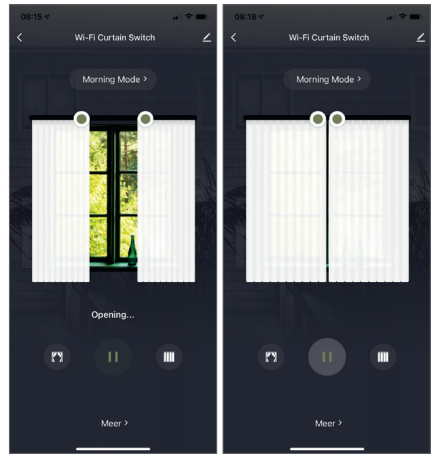 08:15
Wi-Fi Curtain Switch
Morning Mode >
Opening...
Meer >
08:18
Wi-Fi Curtain Switch
Morning Mode >
Meer >